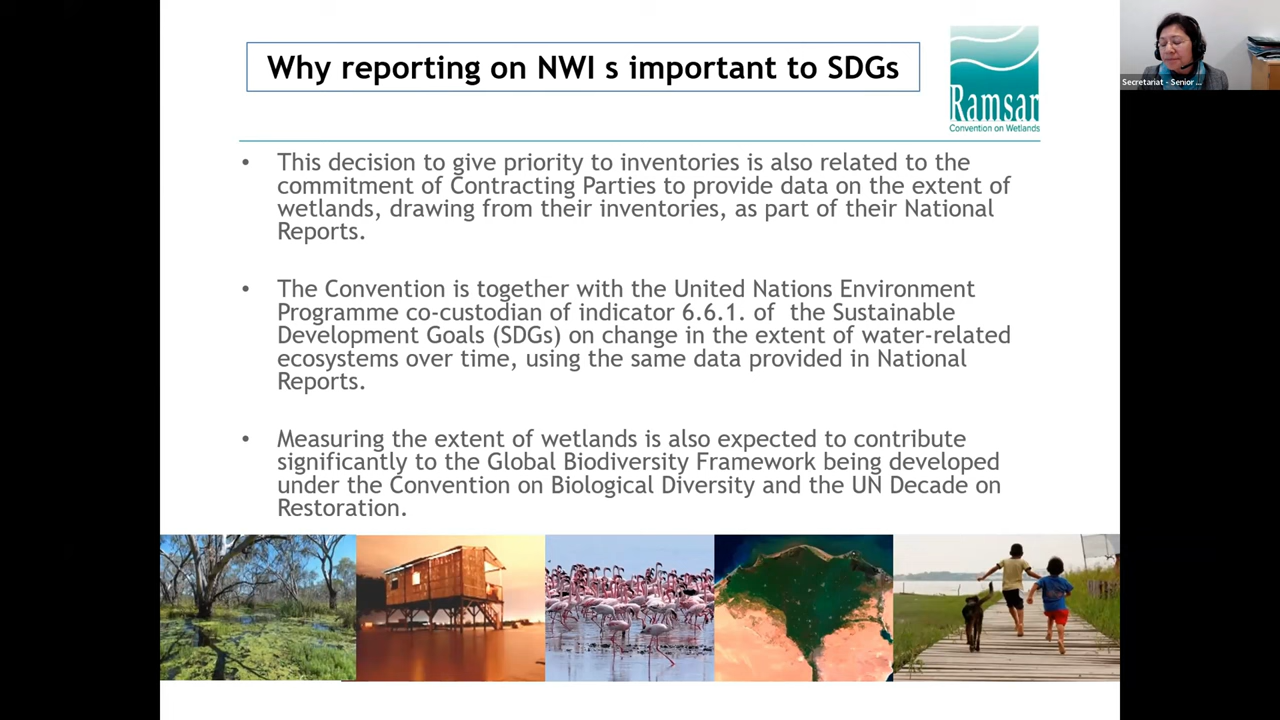 Why reporting on NWI s important to SDGs
Ramsar
Convention on Wetlands
Secretariat - Senior ...
• This decision to give priority to inventories is also related to the
commitment of Contracting Parties to provide data on the extent of
wetlands, drawing from their inventories, as part of their National
Reports.
• The Convention is together with the United Nations Environment
Programme co-custodian of indicator 6.6.1. of the Sustainable
Development Goals (SDGs) on change in the extent of water-related
ecosystems over time, using the same data provided in National
Reports.
• Measuring the extent of wetlands is also expected to contribute
significantly to the Global Biodiversity Framework being developed
under the Convention on Biological Diversity and the UN Decade on
Restoration.